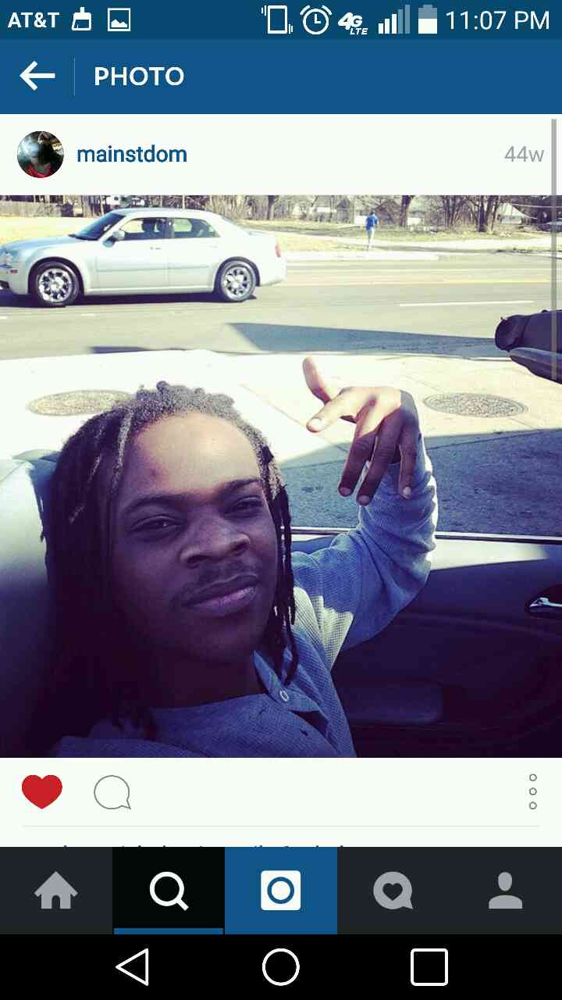 AT&T 4G LTE 11:07 PM
PHOTO
mainstdom 44w